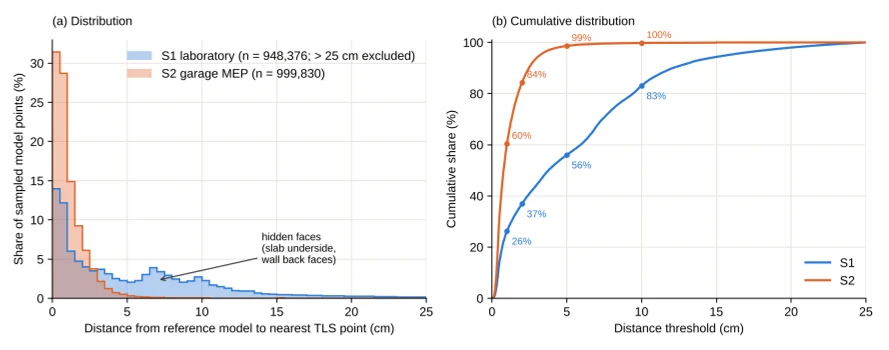 (a) Distribution
S1 laboratory (n = 948,376; > 25 cm excluded)
S2 garage MEP (n = 999,830)
Share of sampled model points (%)
30
25
20
15
10
5
0
hidden faces
(slab underside,
wall back faces)
0 5 10 15 20 25
Distance from reference model to nearest TLS point (cm)
(b) Cumulative distribution
Cumulative share (%)
100
80
60
40
20
0
99%
100%
84%
83%
60%
56%
37%
26%
S1
S2
0 5 10 15 20 25
Distance threshold (cm)